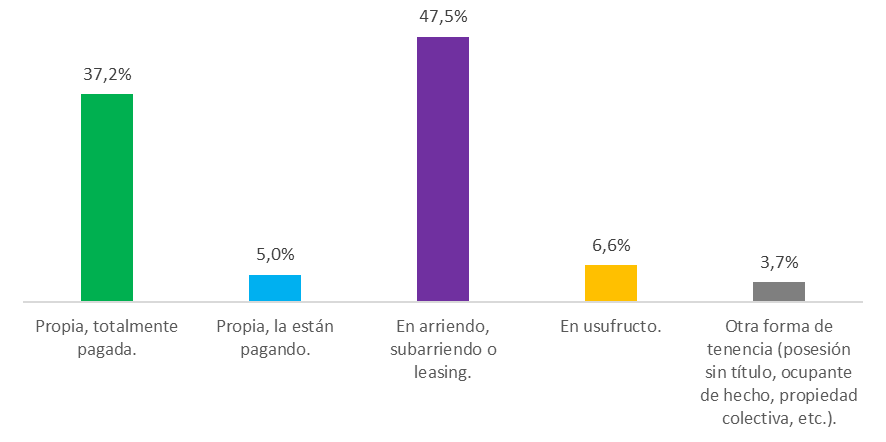 47,5%
37,2%
5,0%
6,6%
3,7%
Propia, totalmente
pagada.
Propia, la están
pagando.
En arriendo,
subarriendo o
leasing.
En usufructo.
Otra forma de
tenencia (posesión
sin título, ocupante
de hecho, propiedad
colectiva, etc.).